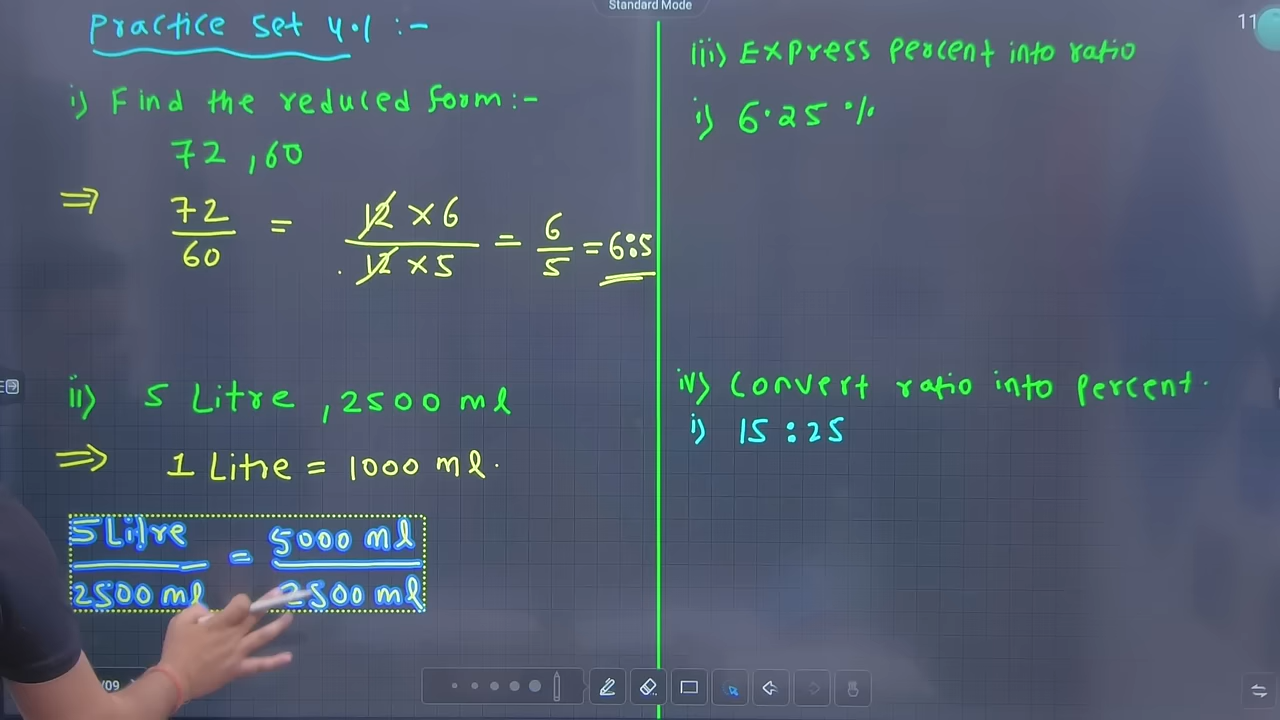 Standard Mode
11
Practice Set 4.1 :-
i) Find the reduced form :-
72 , 60
⇒ 72/60 = 12 × 6 / 12 × 5 = 6/5 = 6:5
ii) 5 Litre , 2500 ml
⇒ 1 Litre = 1000 ml.
5 Litre / 2500 ml = 5000 ml / 2500 ml
iii) Express percent into ratio
i) 6.25 %
iv) Convert ratio into percent.
i) 15 : 25
/09